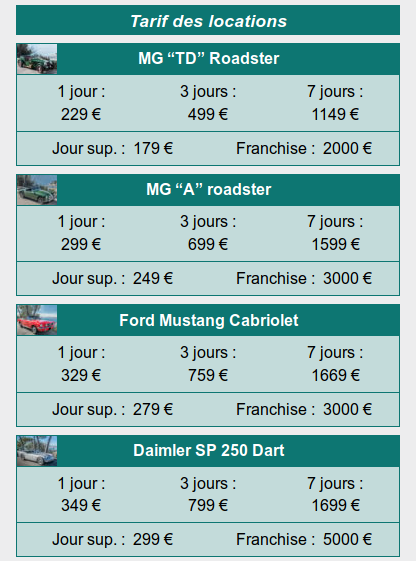 Tarif des locations
MG “TD” Roadster
1 jour : 3 jours : 7 jours :
229 € 499 € 1149 €
Jour sup. : 179 € Franchise : 2000 €
MG “A” roadster
1 jour : 3 jours : 7 jours :
299 € 699 € 1599 €
Jour sup. : 249 € Franchise : 3000 €
Ford Mustang Cabriolet
1 jour : 3 jours : 7 jours :
329 € 759 € 1669 €
Jour sup. : 279 € Franchise : 3000 €
Daimler SP 250 Dart
1 jour : 3 jours : 7 jours :
349 € 799 € 1699 €
Jour sup. : 299 € Franchise : 5000 €